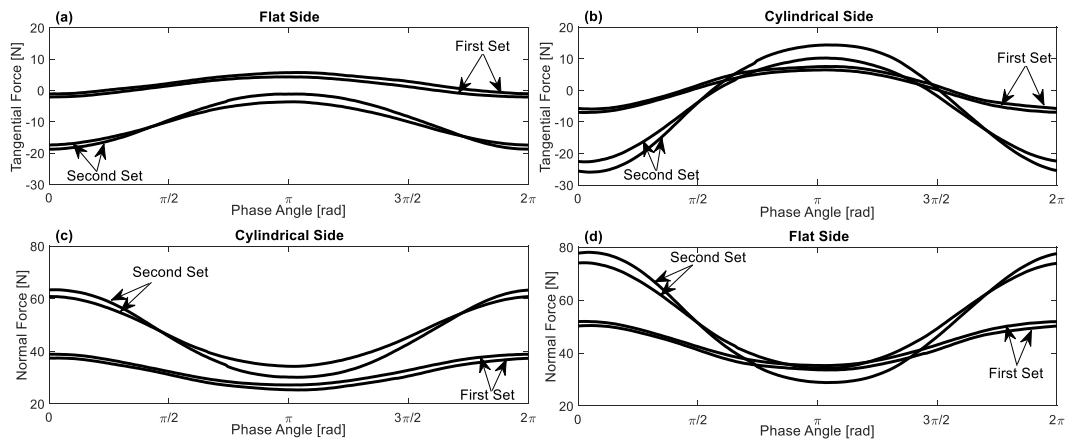 (a)
Flat Side
Tangential Force [N]
20
10
0
-10
-20
-30
First Set
Second Set
0
π/2
π
3π/2
2π
Phase Angle [rad]
(b)
Cylindrical Side
Tangential Force [N]
20
10
0
-10
-20
-30
First Set
Second Set
0
π/2
π
3π/2
2π
Phase Angle [rad]
(c)
Cylindrical Side
Normal Force [N]
80
60
40
20
Second Set
First Set
0
π/2
π
3π/2
2π
Phase Angle [rad]
(d)
Flat Side
Normal Force [N]
80
60
40
20
Second Set
First Set
0
π/2
π
3π/2
2π
Phase Angle [rad]